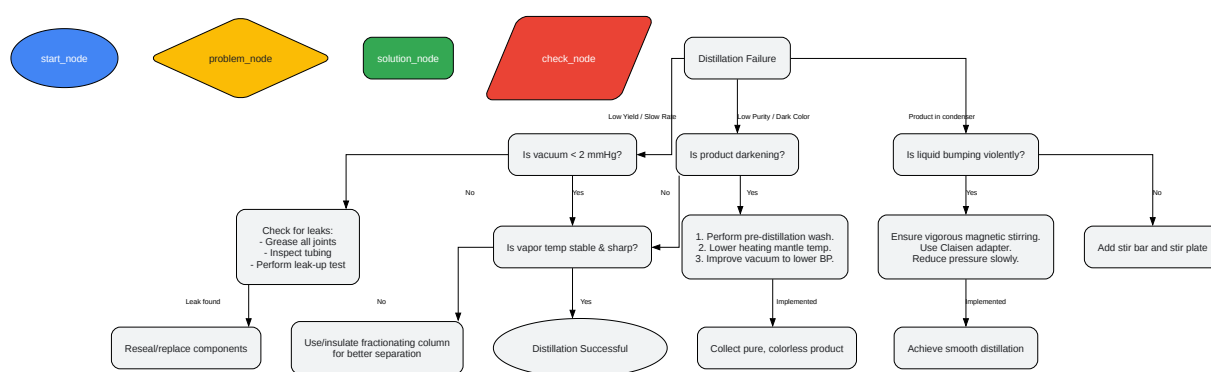 start_node
problem_node
solution_node
check_node
Distillation Failure
Low Yield / Slow Rate
Low Purity / Dark Color
Product in condenser
Is vacuum < 2 mmHg?
Is product darkening?
Is liquid bumping violently?
No
Yes
No
Yes
Yes
No
Check for leaks:
- Grease all joints
- Inspect tubing
- Perform leak-up test
Is vapor temp stable & sharp?
1. Perform pre-distillation wash.
2. Lower heating mantle temp.
3. Improve vacuum to lower BP.
Ensure vigorous magnetic stirring.
Use Claisen adapter.
Reduce pressure slowly.
Add stir bar and stir plate
Leak found
No
Yes
Implemented
Implemented
Reseal/replace components
Use/insulate fractionating column
for better separation
Distillation Successful
Collect pure, colorless product
Achieve smooth distillation